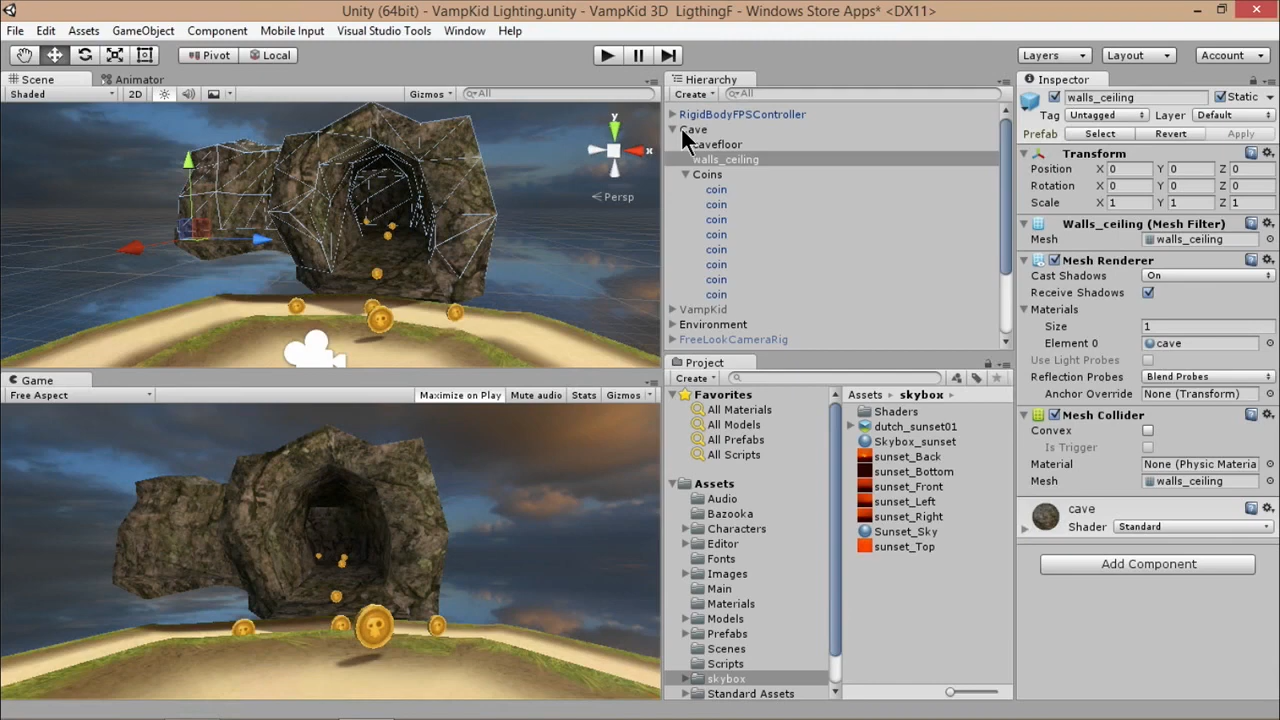 Unity (64bit) - VampKid Lighting.unity - VampKid 3D  LigthingF - Windows Store Apps* <DX11>
File Edit Assets GameObject Component Mobile Input Visual Studio Tools Window Help
Pivot Local Layers Layout Account
Scene Animator
Shaded 2D Gizmos All
y
x
Persp
Game
Free Aspect Maximize on Play Mute audio Stats Gizmos
Hierarchy
Create All
RigidBodyFPSController
Cave
cavefloor
walls_ceiling
Coins
coin
coin
coin
coin
coin
coin
coin
coin
VampKid
Environment
FreeLookCameraRig
Project
Create
Favorites
All Materials
All Models
All Prefabs
All Scripts
Assets
Audio
Bazooka
Characters
Editor
Fonts
Images
Main
Materials
Models
Prefabs
Scenes
Scripts
skybox
Standard Assets
Assets skybox
Shaders
dutch_sunset01
Skybox_sunset
sunset_Back
sunset_Bottom
sunset_Front
sunset_Left
sunset_Right
Sunset_Sky
sunset_Top
Inspector
walls_ceiling Static
Tag Untagged Layer Default
Prefab Select Revert Apply
Transform
Position X 0 Y 0 Z 0
Rotation X 0 Y 0 Z 0
Scale X 1 Y 1 Z 1
Walls_ceiling (Mesh Filter)
Mesh walls_ceiling
Mesh Renderer
Cast Shadows On
Receive Shadows
Materials
Size 1
Element 0 cave
Use Light Probes
Reflection Probes Blend Probes
Anchor Override None (Transform)
Mesh Collider
Convex
Is Trigger
Material None (Physic Materia
Mesh walls_ceiling
cave
Shader Standard
Add Component